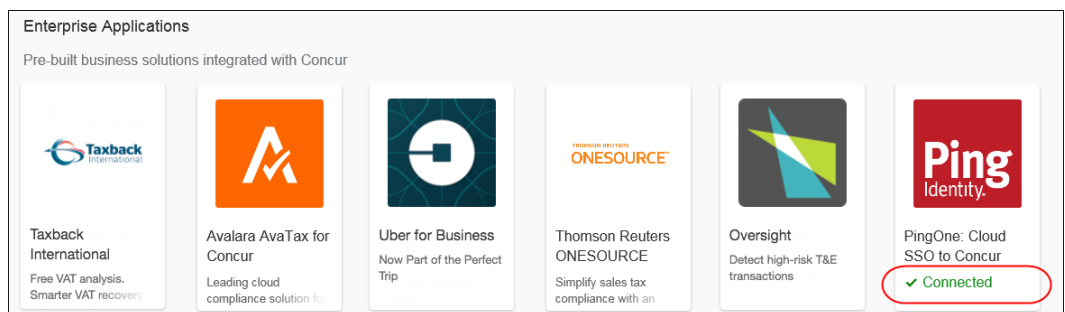 Enterprise Applications
Pre-built business solutions integrated with Concur
Taxback
International
Taxback
International
Free VAT analysis.
Smarter VAT recovery
Avalara AvaTax for
Concur
Leading cloud
compliance solution for
Uber for Business
Now Part of the Perfect
Trip
THOMSON REUTERS
ONESOURCE™
Thomson Reuters
ONESOURCE
Simplify sales tax
compliance with an
Oversight
Detect high-risk T&E
transactions
Ping
Identity.
PingOne: Cloud
SSO to Concur
Connected